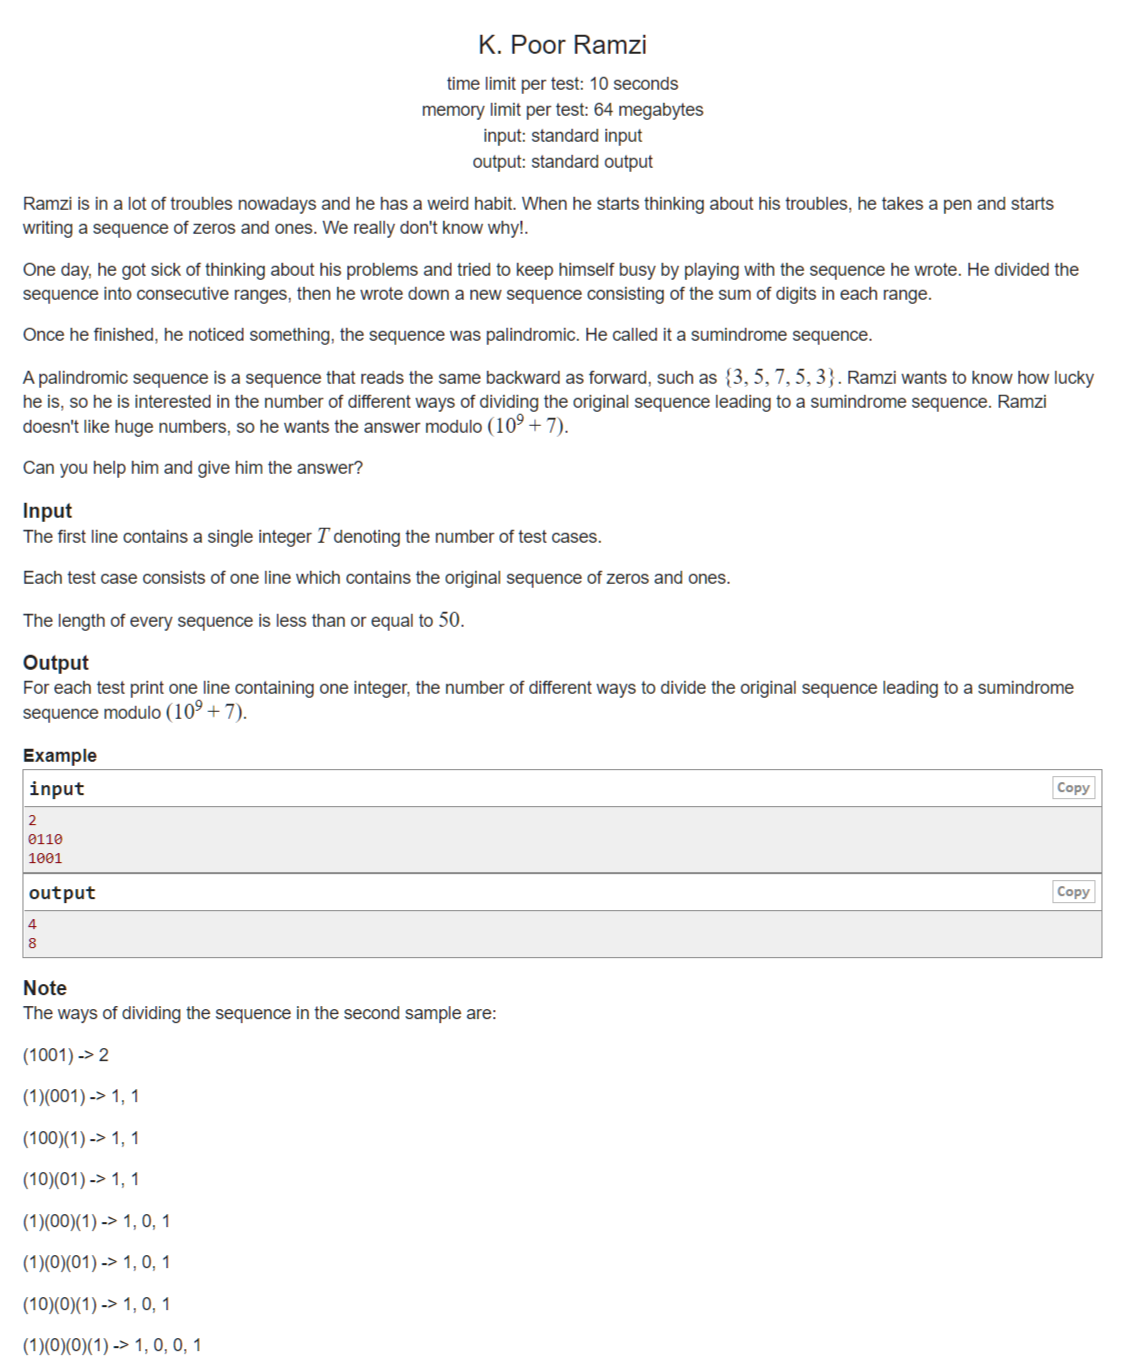 K. Poor Ramzi
time limit per test: 10 seconds
memory limit per test: 64 megabytes
input: standard input
output: standard output
Ramzi is in a lot of troubles nowadays and he has a weird habit. When he starts thinking about his troubles, he takes a pen and starts
writing a sequence of zeros and ones. We really don't know why!.
One day, he got sick of thinking about his problems and tried to keep himself busy by playing with the sequence he wrote. He divided the
sequence into consecutive ranges, then he wrote down a new sequence consisting of the sum of digits in each range.
Once he finished, he noticed something, the sequence was palindromic. He called it a sumindrome sequence.
A palindromic sequence is a sequence that reads the same backward as forward, such as {3, 5, 7, 5, 3}. Ramzi wants to know how lucky
he is, so he is interested in the number of different ways of dividing the original sequence leading to a sumindrome sequence. Ramzi
doesn't like huge numbers, so he wants the answer modulo (10⁹ + 7).
Can you help him and give him the answer?
Input
The first line contains a single integer T denoting the number of test cases.
Each test case consists of one line which contains the original sequence of zeros and ones.
The length of every sequence is less than or equal to 50.
Output
For each test print one line containing one integer, the number of different ways to divide the original sequence leading to a sumindrome
sequence modulo (10⁹ + 7).
Example
input Copy
2
0110
1001
output Copy
4
8
Note
The ways of dividing the sequence in the second sample are:
(1001) -> 2
(1)(001) -> 1, 1
(100)(1) -> 1, 1
(10)(01) -> 1, 1
(1)(00)(1) -> 1, 0, 1
(1)(0)(01) -> 1, 0, 1
(10)(0)(1) -> 1, 0, 1
(1)(0)(0)(1) -> 1, 0, 0, 1